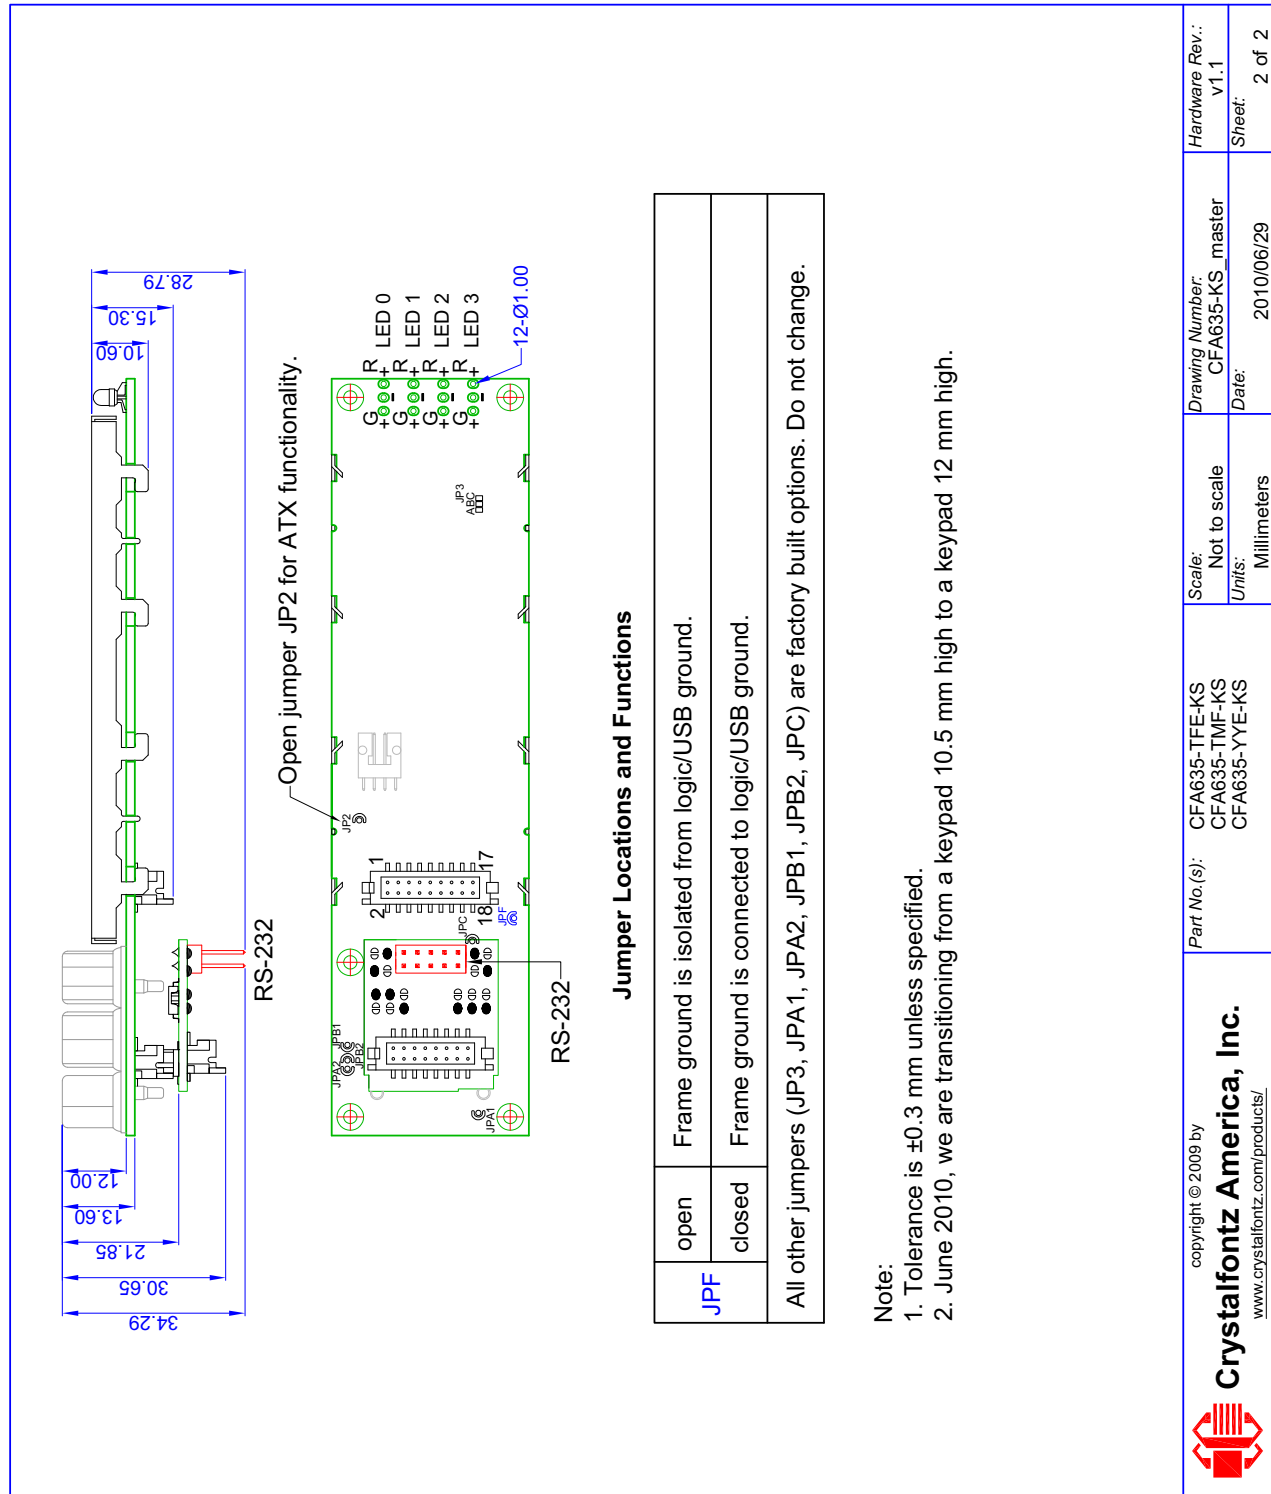 12.00
13.60
21.85
30.65
34.29
10.60
15.30
28.79
RS-232
Open jumper JP2 for ATX functionality.
JPA2
JPB1
JPB2
JPA1
JPC
JPF
JP2
JP3
ABC
2
1
18
17
RS-232
G
+
-
R
+
LED 0
G
+
-
R
+
LED 1
G
+
-
R
+
LED 2
G
+
-
R
+
LED 3
12-Ø1.00
Jumper Locations and Functions
JPF
open
Frame ground is isolated from logic/USB ground.
closed
Frame ground is connected to logic/USB ground.
All other jumpers (JP3, JPA1, JPA2, JPB1, JPB2, JPC) are factory built options. Do not change.
Note:
1. Tolerance is ±0.3 mm unless specified.
2. June 2010, we are transitioning from a keypad 10.5 mm high to a keypad 12 mm high.
copyright © 2009 by
Crystalfontz America, Inc.
www.crystalfontz.com/products/
Part No.(s):
CFA635-TFE-KS
CFA635-TMF-KS
CFA635-YYE-KS
Scale:
Not to scale
Units:
Millimeters
Drawing Number:
CFA635-KS_master
Date:
2010/06/29
Hardware Rev.:
v1.1
Sheet:
2 of 2